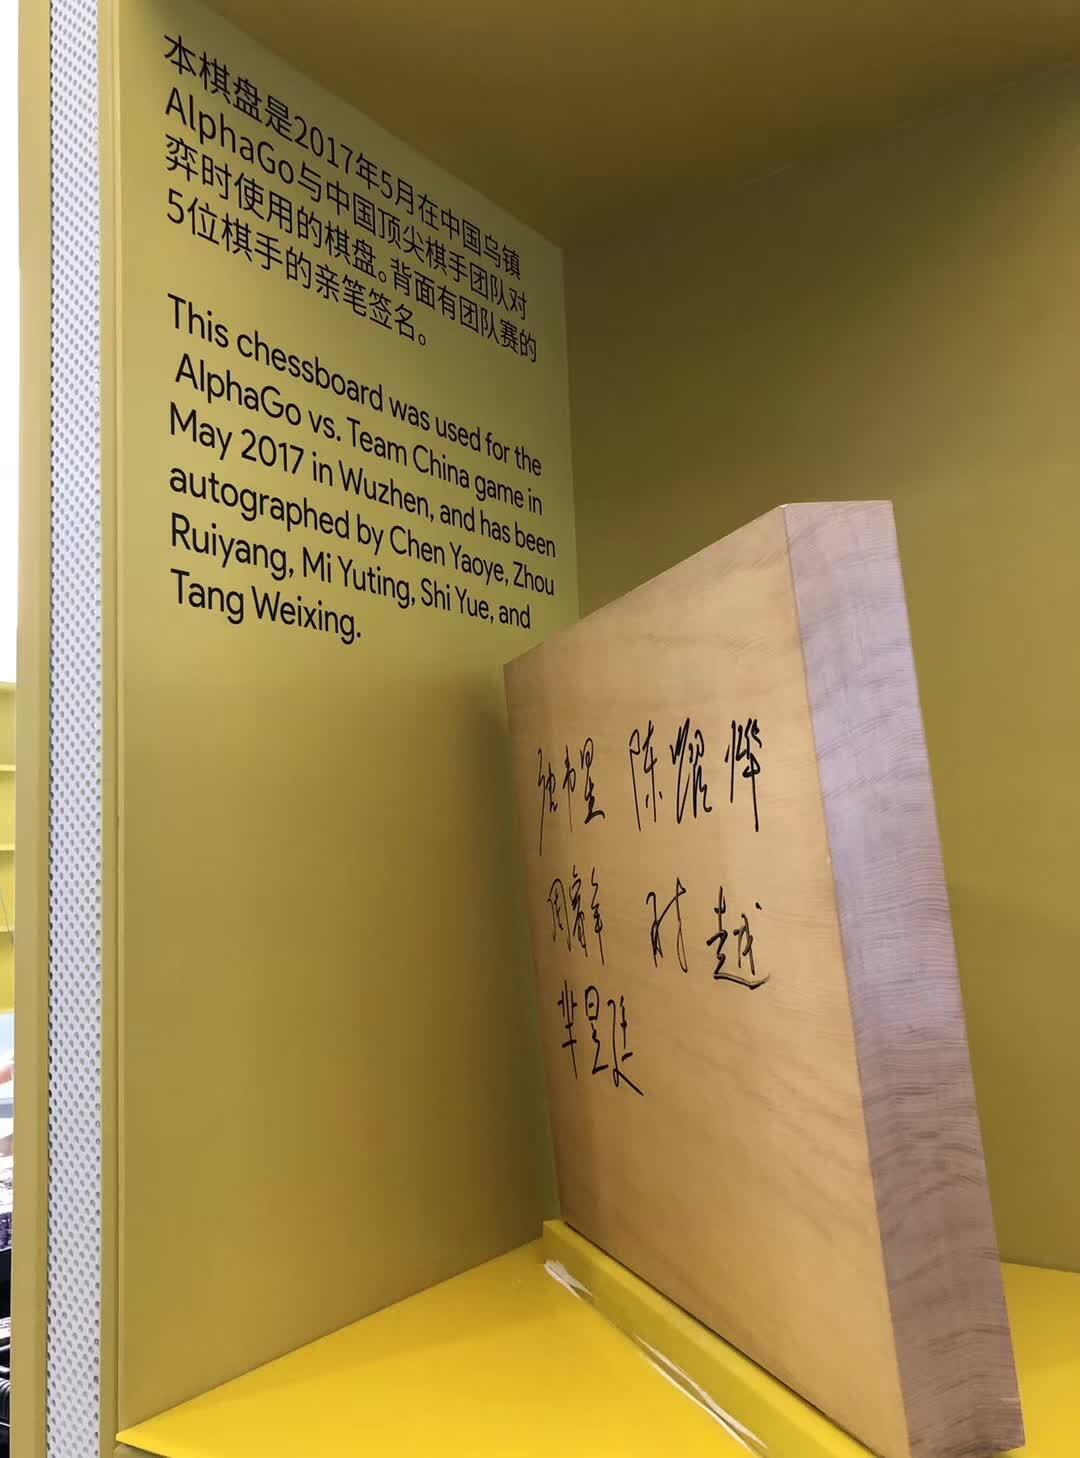 本棋盘是2017年5月在中国乌镇
AlphaGo与中国顶尖棋手团队对
弈时使用的棋盘。背面有团队赛的
5位棋手的亲笔签名。
This chessboard was used for the
AlphaGo vs. Team China game in
May 2017 in Wuzhen, and has been
autographed by Chen Yaoye, Zhou
Ruiyang, Mi Yuting, Shi Yue, and
Tang Weixing.
唐韦星 陈耀烨
周睿羊 时越
芈昱廷